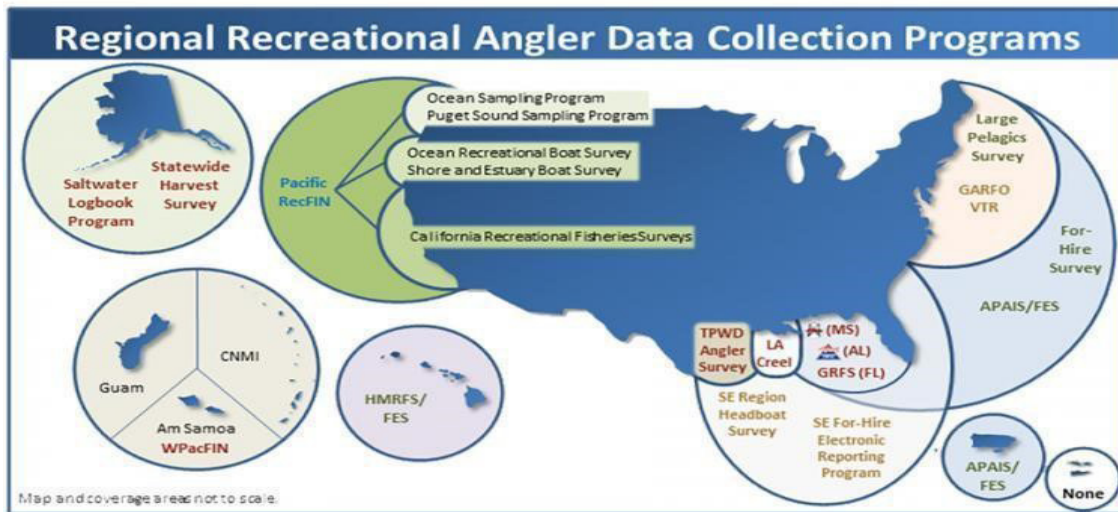 Regional Recreational Angler Data Collection Programs
Ocean Sampling Program
Puget Sound Sampling Program
Ocean Recreational Boat Survey
Shore and Estuary Boat Survey
Pacific
RecFIN
California Recreational Fisheries Surveys
Saltwater
Logbook
Program
Statewide
Harvest
Survey
Large
Pelagics
Survey
GARFO
VTR
For-
Hire
Survey
APAIS/FES
Guam
CNMI
Am Samoa
WPacFIN
HMRFS/
FES
TPWD
Angler
Survey
LA
Creel
(MS)
(AL)
GRFS (FL)
SE Region
Headboat
Survey
SE For-Hire
Electronic
Reporting
Program
APAIS/
FES
None
Map and coverage areas not to scale.